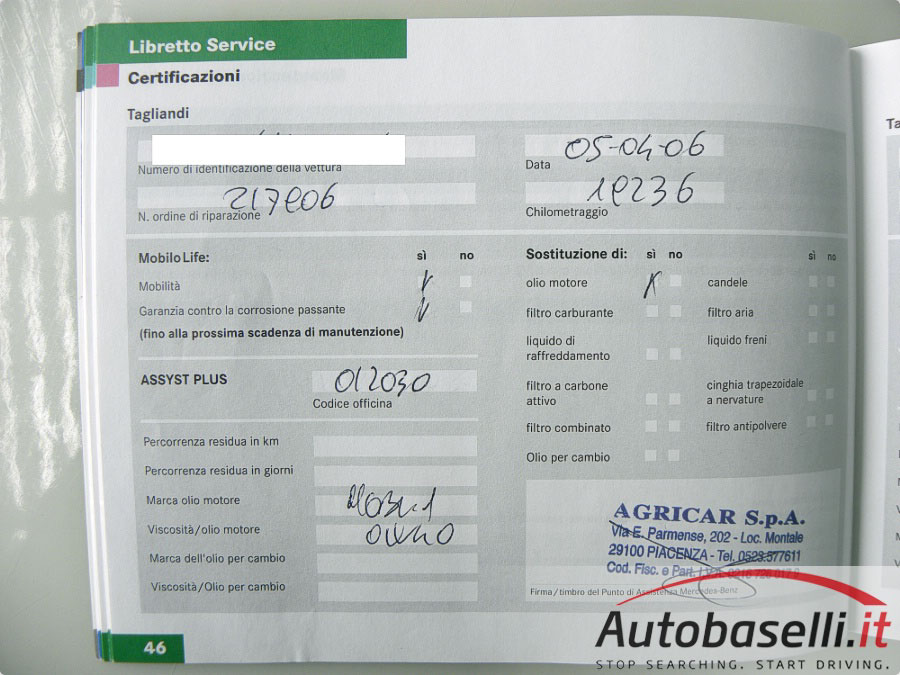 Libretto Service
Certificazioni
Tagliandi
Numero di identificazione della vettura
Data 05-04-06
N. ordine di riparazione
Chilometraggio
MobiloLife: sì no
Mobilità
Garanzia contro la corrosione passante
(fino alla prossima scadenza di manutenzione)
ASSYST PLUS
012030
Codice officina
Percorrenza residua in km
Percorrenza residua in giorni
Marca olio motore
Viscosità/olio motore
Marca dell'olio per cambio
Viscosità/Olio per cambio
Sostituzione di: sì no sì no
olio motore candele
filtro carburante filtro aria
liquido di liquido freni
raffreddamento
filtro a carbone cinghia trapezoidale
attivo a nervature
filtro combinato filtro antipolvere
Olio per cambio
AGRICAR S.p.A.
Via E. Parmense, 202 - Loc. Montale
29100 PIACENZA - Tel. 0523.577611
Cod. Fisc. e Part. I.V.A.
Firma/timbro del Punto di Assistenza Mercedes-Benz
46
Autobaselli.it
STOP SEARCHING. START DRIVING.